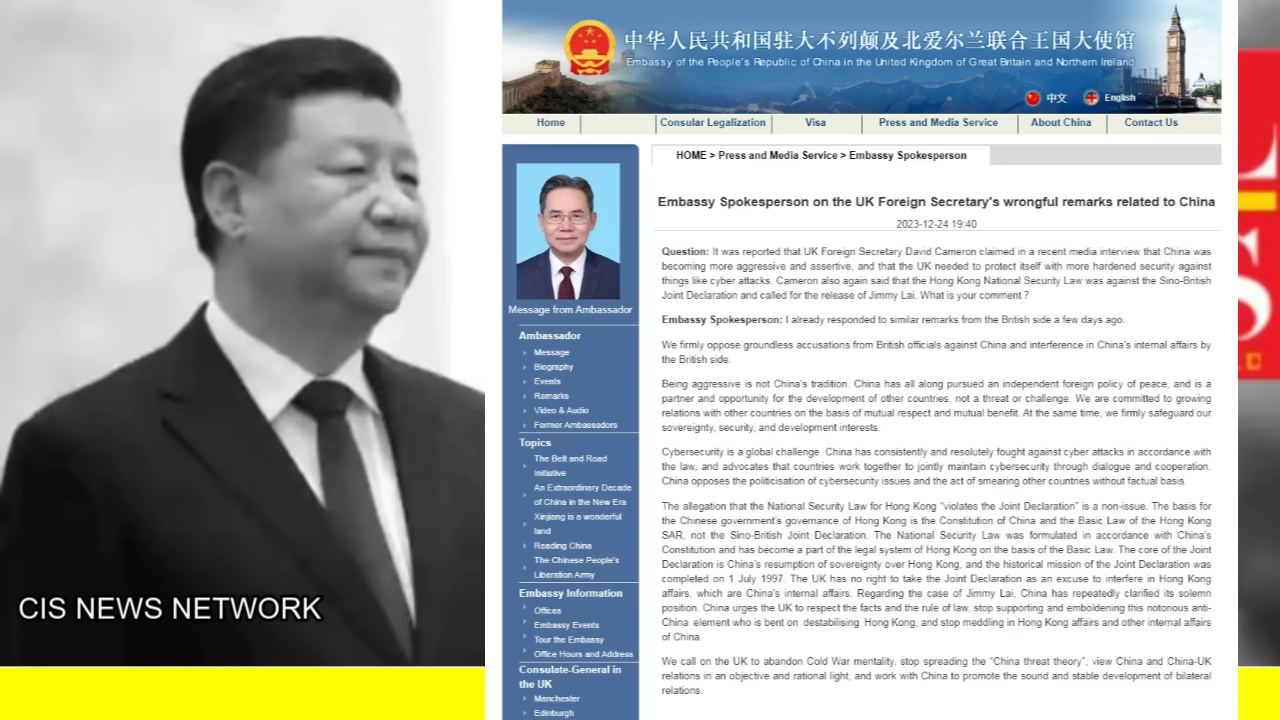 CIS NEWS NETWORK
中华人民共和国驻大不列颠及北爱尔兰联合王国大使馆
Embassy of the People's Republic of China in the United Kingdom of Great Britain and Northern Ireland
中文 English
Home Consular Legalization Visa Press and Media Service About China Contact Us
HOME > Press and Media Service > Embassy Spokesperson
Message from Ambassador
Ambassador
Message
Biography
Events
Remarks
Video & Audio
Former Ambassadors
Topics
The Belt and Road
Initiative
An Extraordinary Decade
of China in the New Era
Xinjiang is a wonderful
land
Reading China
The Chinese People's
Liberation Army
Embassy Information
Offices
Embassy Events
Tour the Embassy
Office Hours and Address
Consulate-General in
the UK
Manchester
Edinburgh
Embassy Spokesperson on the UK Foreign Secretary's wrongful remarks related to China
2023-12-24 19:40
Question: It was reported that UK Foreign Secretary David Cameron claimed in a recent media interview that China was
becoming more aggressive and assertive, and that the UK needed to protect itself with more hardened security against
things like cyber attacks. Cameron also again said that the Hong Kong National Security Law was against the Sino-British
Joint Declaration and called for the release of Jimmy Lai. What is your comment ?
Embassy Spokesperson: I already responded to similar remarks from the British side a few days ago.
We firmly oppose groundless accusations from British officials against China and interference in China's internal affairs by
the British side.
Being aggressive is not China's tradition. China has all along pursued an independent foreign policy of peace, and is a
partner and opportunity for the development of other countries, not a threat or challenge. We are committed to growing
relations with other countries on the basis of mutual respect and mutual benefit. At the same time, we firmly safeguard our
sovereignty, security, and development interests.
Cybersecurity is a global challenge. China has consistently and resolutely fought against cyber attacks in accordance with
the law, and advocates that countries work together to jointly maintain cybersecurity through dialogue and cooperation.
China opposes the politicisation of cybersecurity issues and the act of smearing other countries without factual basis.
The allegation that the National Security Law for Hong Kong "violates the Joint Declaration" is a non-issue. The basis for
the Chinese government's governance of Hong Kong is the Constitution of China and the Basic Law of the Hong Kong
SAR, not the Sino-British Joint Declaration. The National Security Law was formulated in accordance with China's
Constitution and has become a part of the legal system of Hong Kong on the basis of the Basic Law. The core of the Joint
Declaration is China's resumption of sovereignty over Hong Kong, and the historical mission of the Joint Declaration was
completed on 1 July 1997. The UK has no right to take the Joint Declaration as an excuse to interfere in Hong Kong
affairs, which are China's internal affairs. Regarding the case of Jimmy Lai, China has repeatedly clarified its solemn
position. China urges the UK to respect the facts and the rule of law, stop supporting and emboldening this notorious anti-
China element who is bent on destabilising Hong Kong, and stop meddling in Hong Kong affairs and other internal affairs
of China.
We call on the UK to abandon Cold War mentality, stop spreading the "China threat theory", view China and China-UK
relations in an objective and rational light, and work with China to promote the sound and stable development of bilateral
relations.